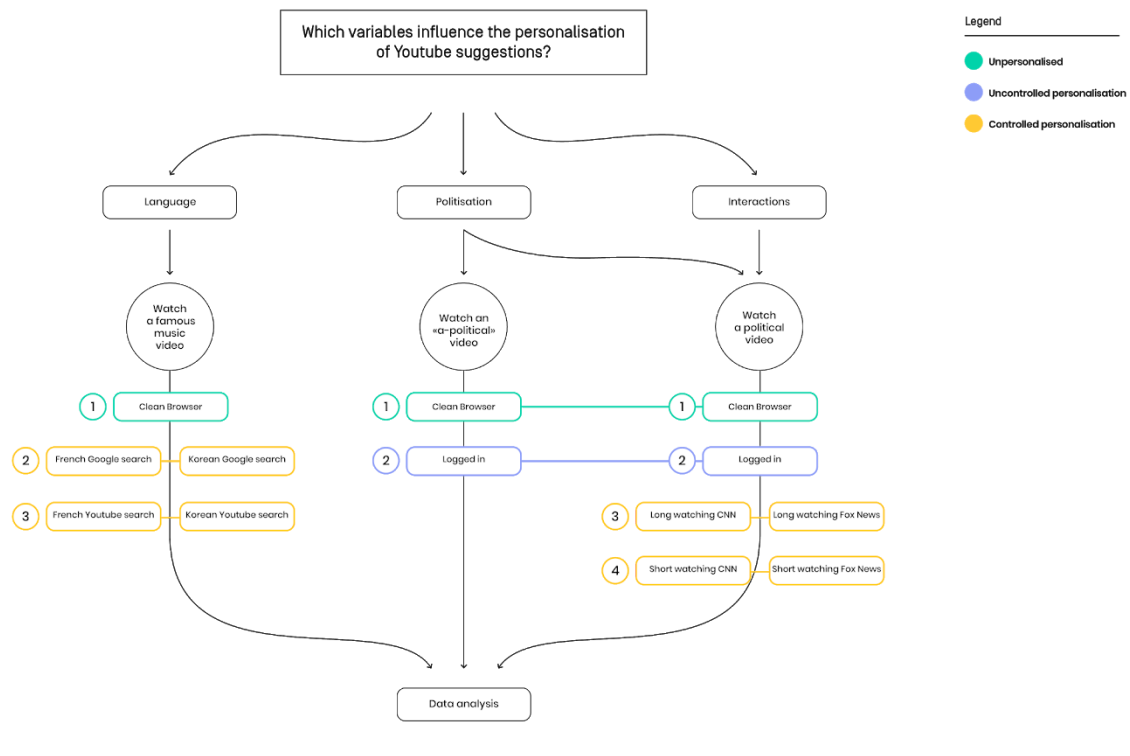 Which variables influence the personalisation
of Youtube suggestions?
Legend
Unpersonalised
Uncontrolled personalisation
Controlled personalisation
Language
Politisation
Interactions
Watch
a famous
music
video
Watch an
«a-political»
video
Watch
a political
video
1
Clean Browser
1
Clean Browser
1
Clean Browser
2
French Google search
Korean Google search
2
Logged in
2
Logged in
3
French Youtube search
Korean Youtube search
3
Long watching CNN
Long watching Fox News
4
Short watching CNN
Short watching Fox News
Data analysis